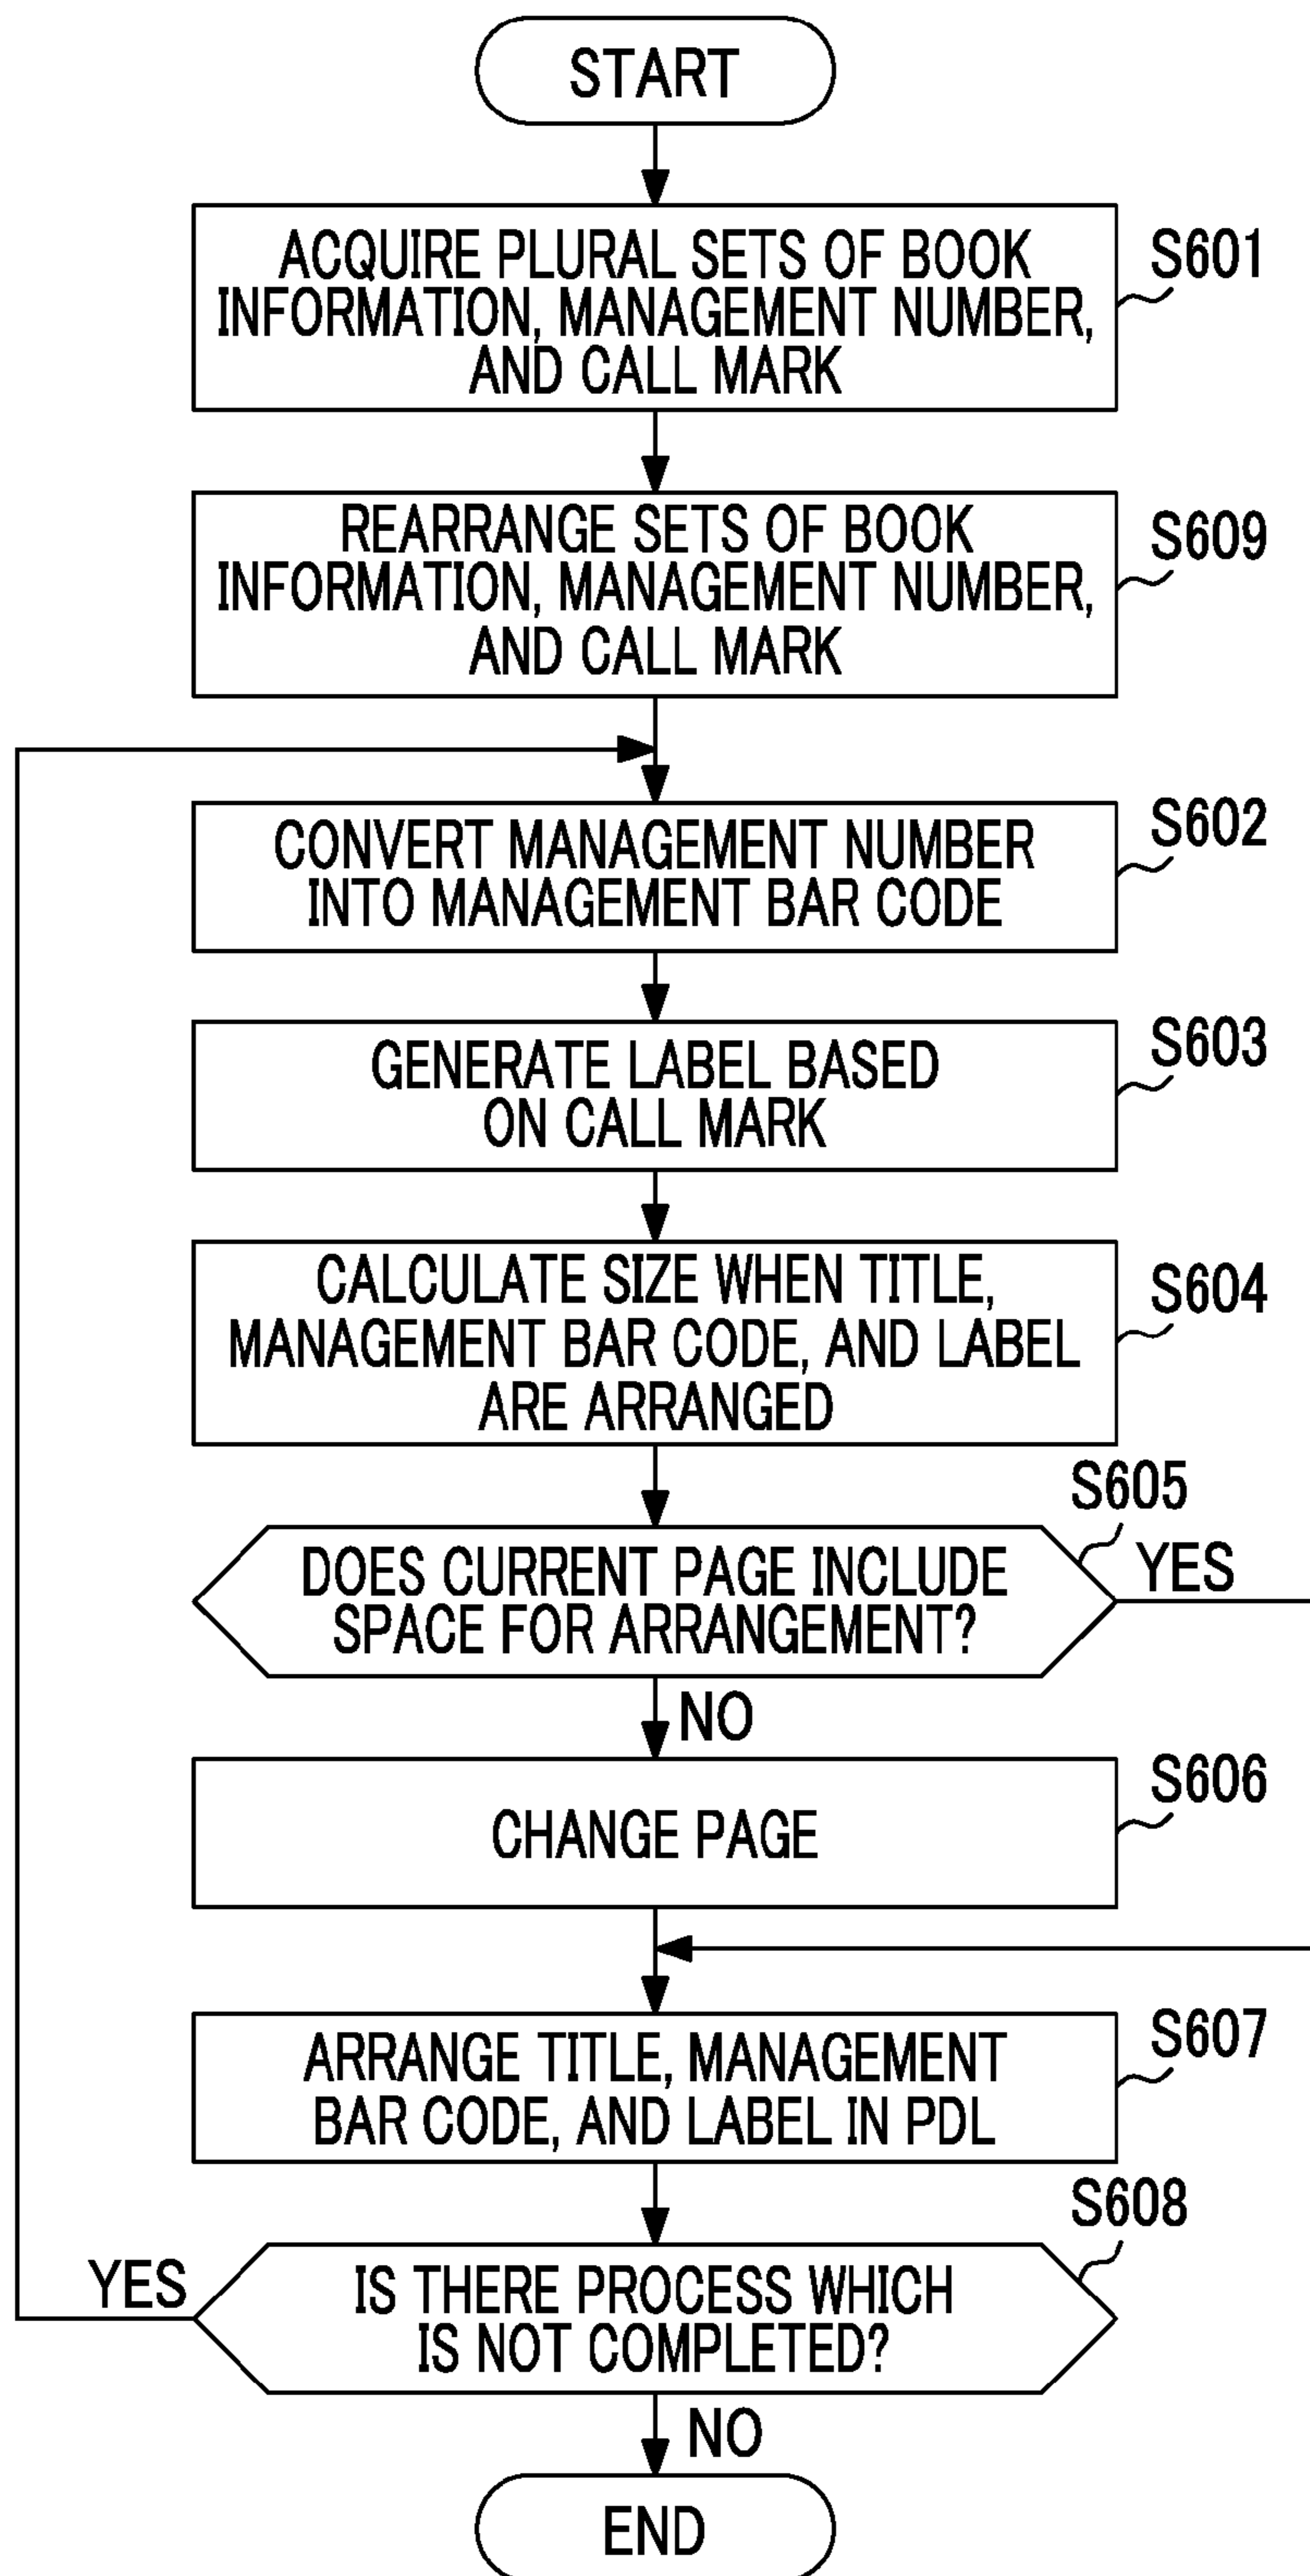 START
ACQUIRE PLURAL SETS OF BOOK
INFORMATION, MANAGEMENT NUMBER,
AND CALL MARK
S601
REARRANGE SETS OF BOOK
INFORMATION, MANAGEMENT NUMBER,
AND CALL MARK
S609
CONVERT MANAGEMENT NUMBER
INTO MANAGEMENT BAR CODE
S602
GENERATE LABEL BASED
ON CALL MARK
S603
CALCULATE SIZE WHEN TITLE,
MANAGEMENT BAR CODE, AND LABEL
ARE ARRANGED
S604
S605
DOES CURRENT PAGE INCLUDE
SPACE FOR ARRANGEMENT?
YES
NO
CHANGE PAGE
S606
ARRANGE TITLE, MANAGEMENT
BAR CODE, AND LABEL IN PDL
S607
S608
YES
IS THERE PROCESS WHICH
IS NOT COMPLETED?
NO
END